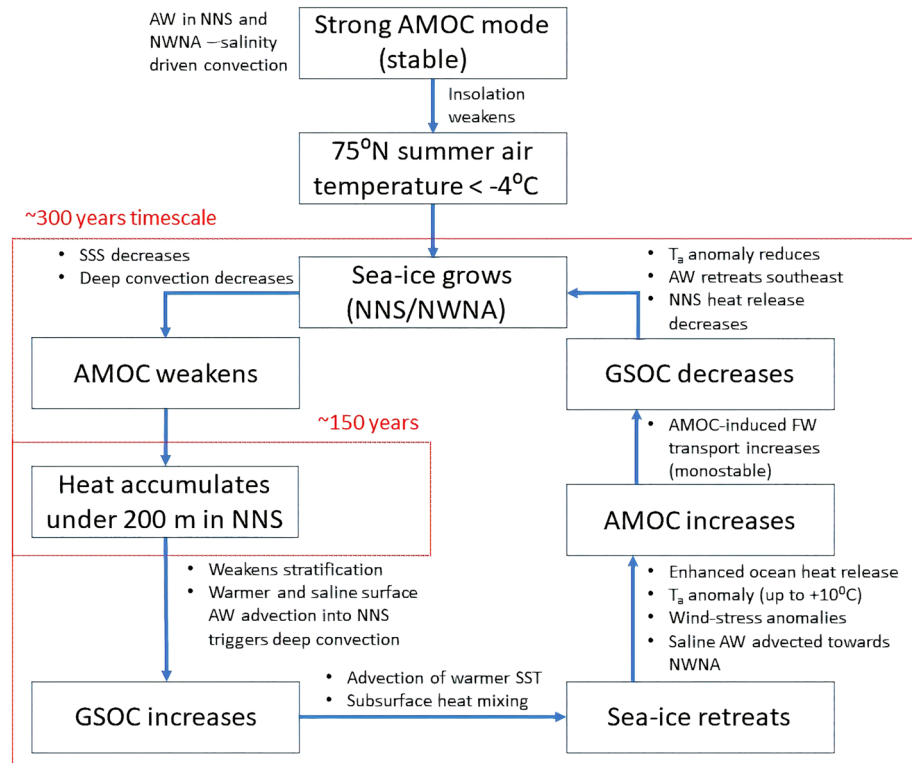 AW in NNS and
NWNA – salinity
driven convection
Strong AMOC mode
(stable)
Insolation
weakens
75⁰N summer air
temperature < -4⁰C
~300 years timescale
• SSS decreases
• Deep convection decreases
Sea-ice grows
(NNS/NWNA)
• Tₐ anomaly reduces
• AW retreats southeast
• NNS heat release
decreases
AMOC weakens
GSOC decreases
~150 years
• AMOC-induced FW
transport increases
(monostable)
Heat accumulates
under 200 m in NNS
AMOC increases
• Weakens stratification
• Warmer and saline surface
AW advection into NNS
triggers deep convection
• Enhanced ocean heat release
• Tₐ anomaly (up to +10⁰C)
• Wind-stress anomalies
• Saline AW advected towards
NWNA
GSOC increases
• Advection of warmer SST
• Subsurface heat mixing
Sea-ice retreats